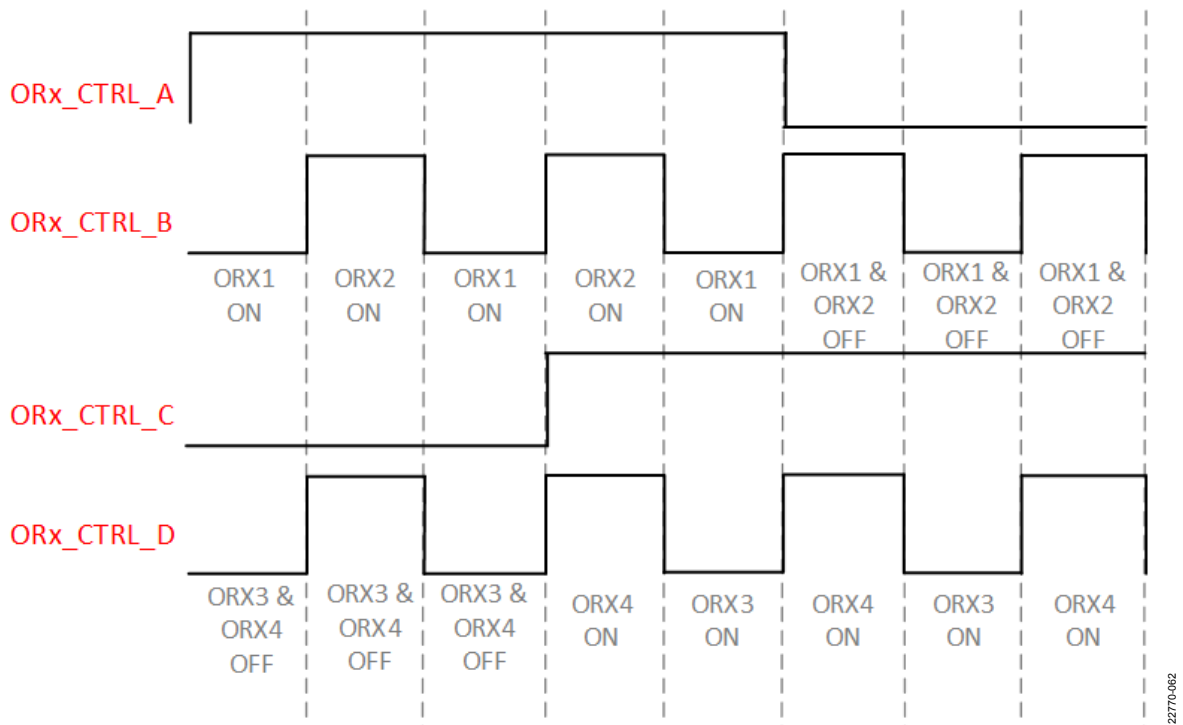 ORx_CTRL_A
ORx_CTRL_B
ORX1 ON
ORX2 ON
ORX1 ON
ORX2 ON
ORX1 ON
ORX1 & ORX2 OFF
ORX1 & ORX2 OFF
ORX1 & ORX2 OFF
ORx_CTRL_C
ORx_CTRL_D
ORX3 & ORX4 OFF
ORX3 & ORX4 OFF
ORX3 & ORX4 OFF
ORX4 ON
ORX3 ON
ORX4 ON
ORX3 ON
ORX4 ON
22770-062